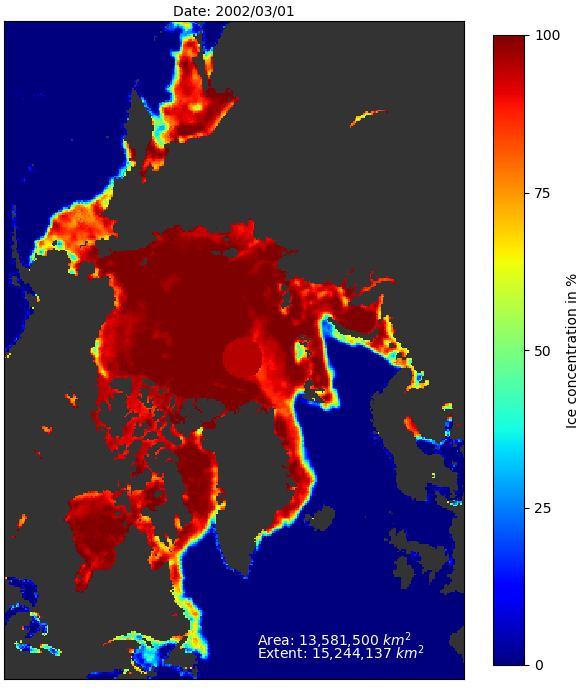 Date: 2002/03/01
100
75
50
25
0
Ice concentration in %
Area: 13,581,500 km²
Extent: 15,244,137 km²